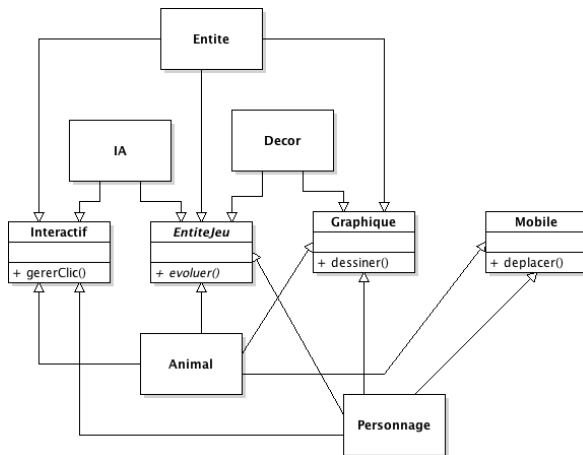 Entite
IA
Decor
Interactif
+ gererClic()
EntiteJeu
+ evoluer()
Graphique
+ dessiner()
Mobile
+ deplacer()
Animal
Personnage